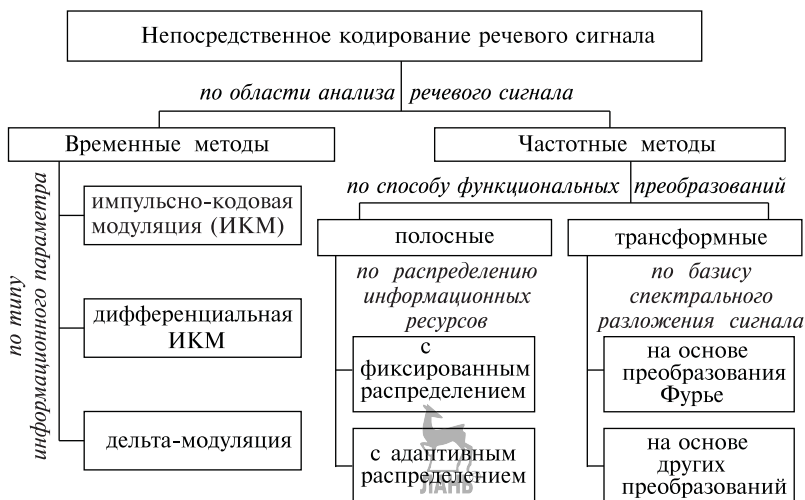 Непосредственное кодирование речевого сигнала
по области анализа речевого сигнала
Временные методы
по типу
информационного параметра
импульсно-кодовая
модуляция (ИКМ)
дифференциальная
ИКМ
дельта-модуляция
Частотные методы
по способу функциональных преобразований
полосные
по распределению
информационных
ресурсов
с
фиксированным
распределением
с адаптивным
распределением
трансформные
по базису
спектрального
разложения сигнала
на основе
преобразования
Фурье
на основе
других
преобразований
ЛАНЬ